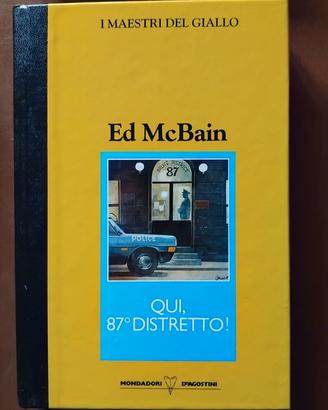 I MAESTRI DEL GIALLO
Ed McBain
87
POLICE
QUI,
87° DISTRETTO!
MONDADORI DEAGOSTINI